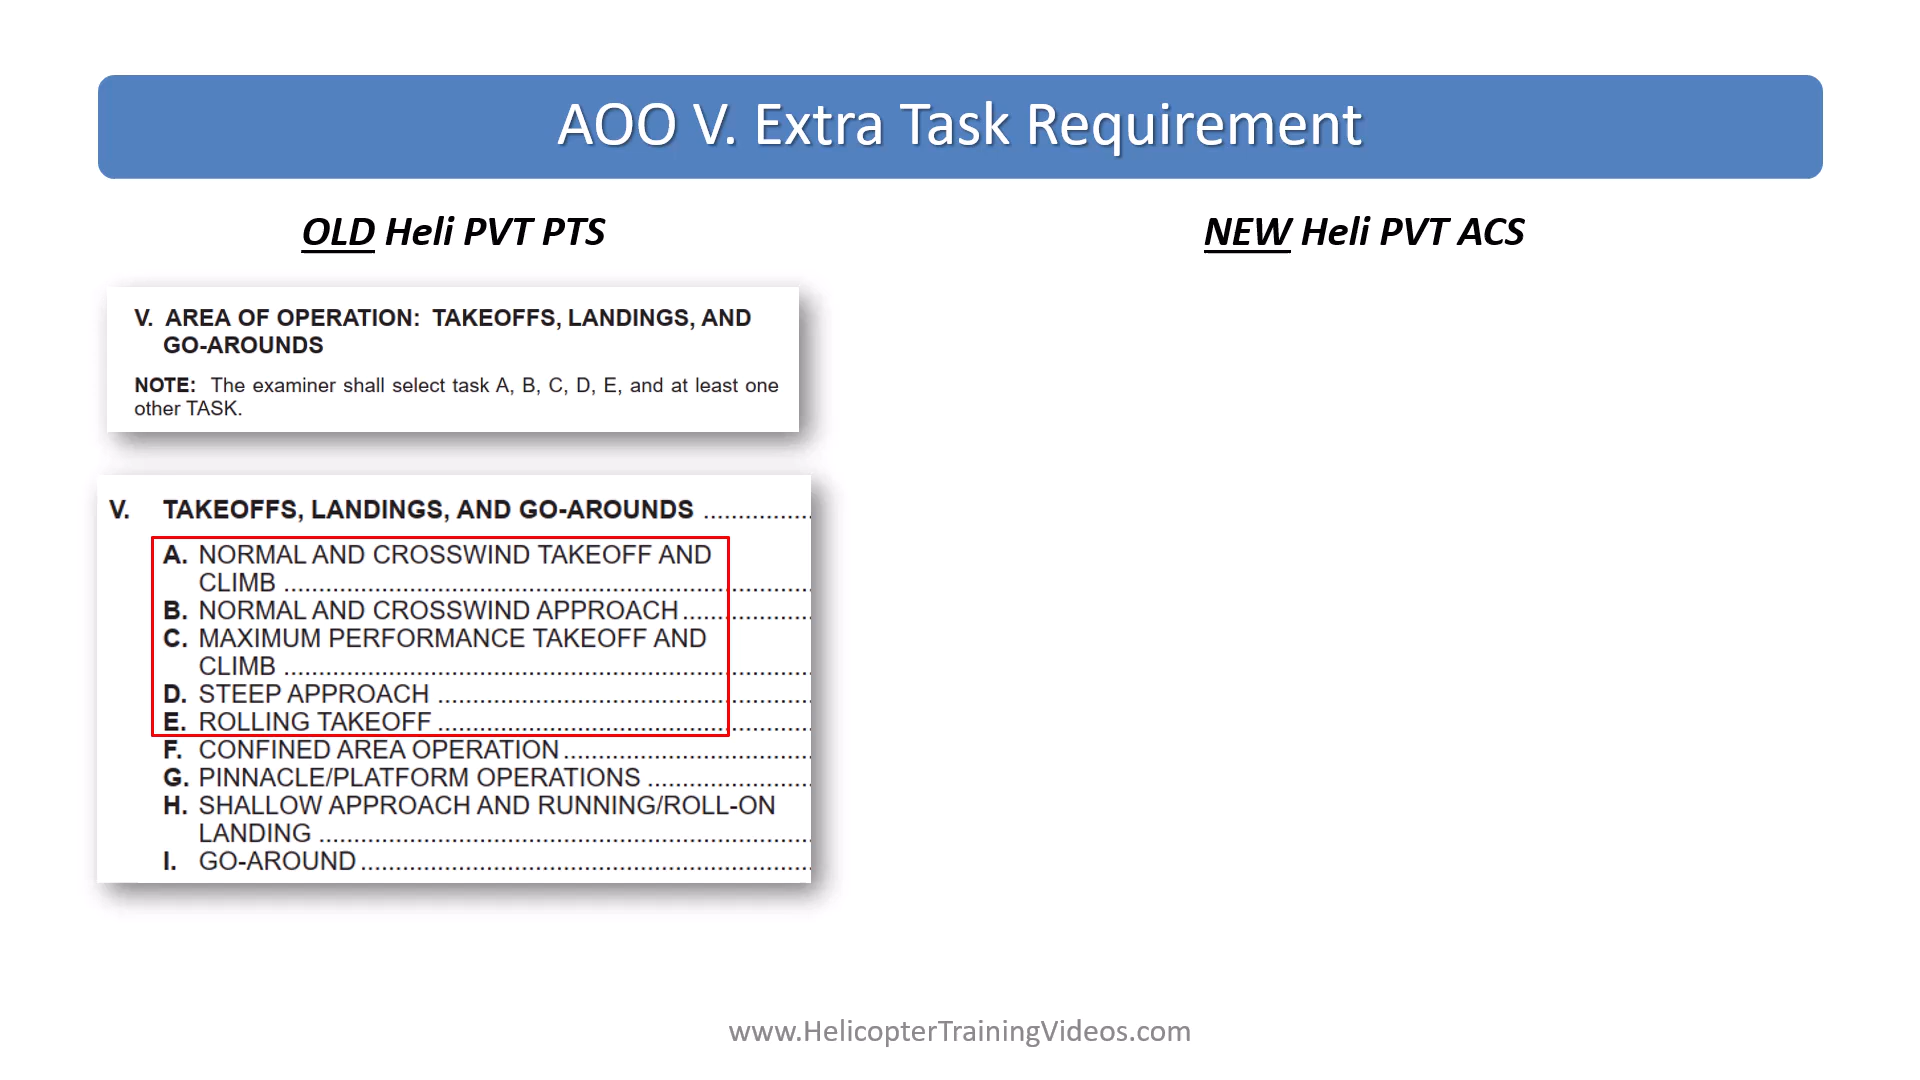 AOO V. Extra Task Requirement
OLD Heli PVT PTS
NEW Heli PVT ACS
V. AREA OF OPERATION: TAKEOFFS, LANDINGS, AND
GO-AROUNDS
NOTE: The examiner shall select task A, B, C, D, E, and at least one
other TASK.
V. TAKEOFFS, LANDINGS, AND GO-AROUNDS ...............
A. NORMAL AND CROSSWIND TAKEOFF AND
CLIMB ...............................................................
B. NORMAL AND CROSSWIND APPROACH ...............
C. MAXIMUM PERFORMANCE TAKEOFF AND
CLIMB ...............................................................
D. STEEP APPROACH .............................................
E. ROLLING TAKEOFF .............................................
F. CONFINED AREA OPERATION ..............................
G. PINNACLE/PLATFORM OPERATIONS ....................
H. SHALLOW APPROACH AND RUNNING/ROLL-ON
LANDING ...........................................................
I. GO-AROUND ......................................................
www.HelicopterTrainingVideos.com